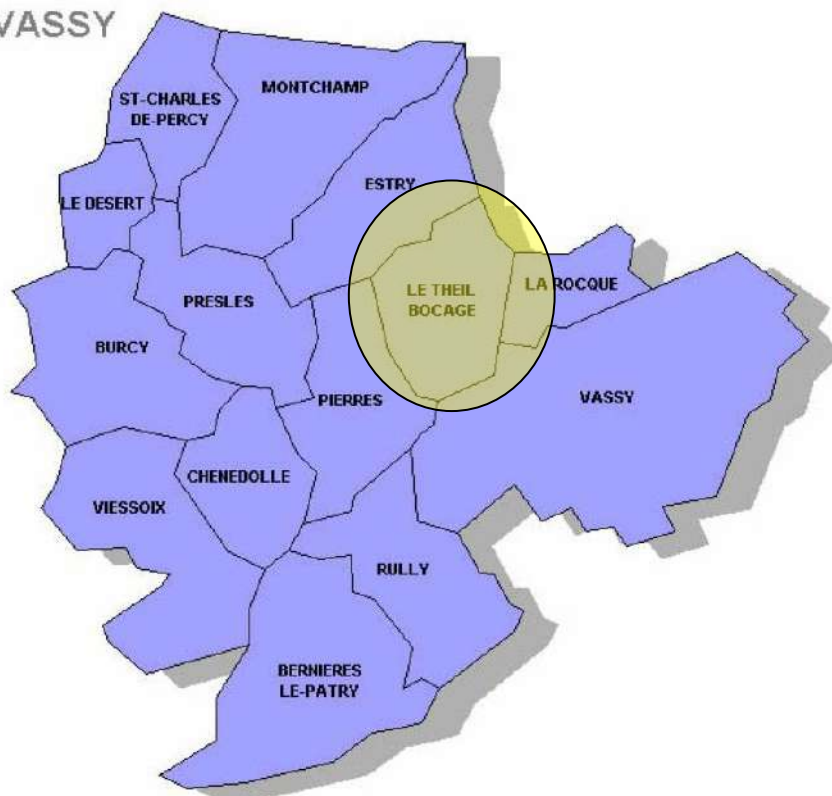 VASSY
MONTCHAMP
ST-CHARLES
DE-PERCY
ESTRY
LE DESERT
LE THEIL
BOCAGE
LA ROCQUE
PRESLES
BURCY
PIERRES
VASSY
CHENEDOLLE
VIESSOIX
RULLY
BERNIERES
LE-PATRY